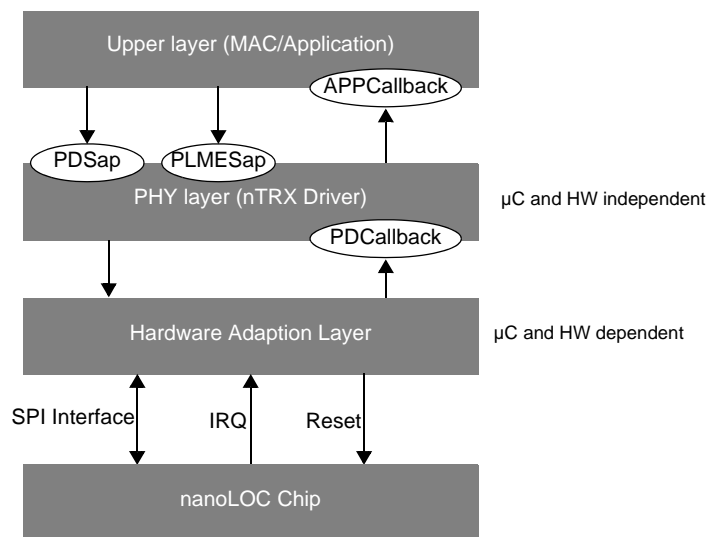 Upper layer (MAC/Application)
APPCallback
PDSap
PLMESap
PHY layer (nTRX Driver)
µC and HW independent
PDCallback
Hardware Adaption Layer
µC and HW dependent
SPI Interface
IRQ
Reset
nanoLOC Chip